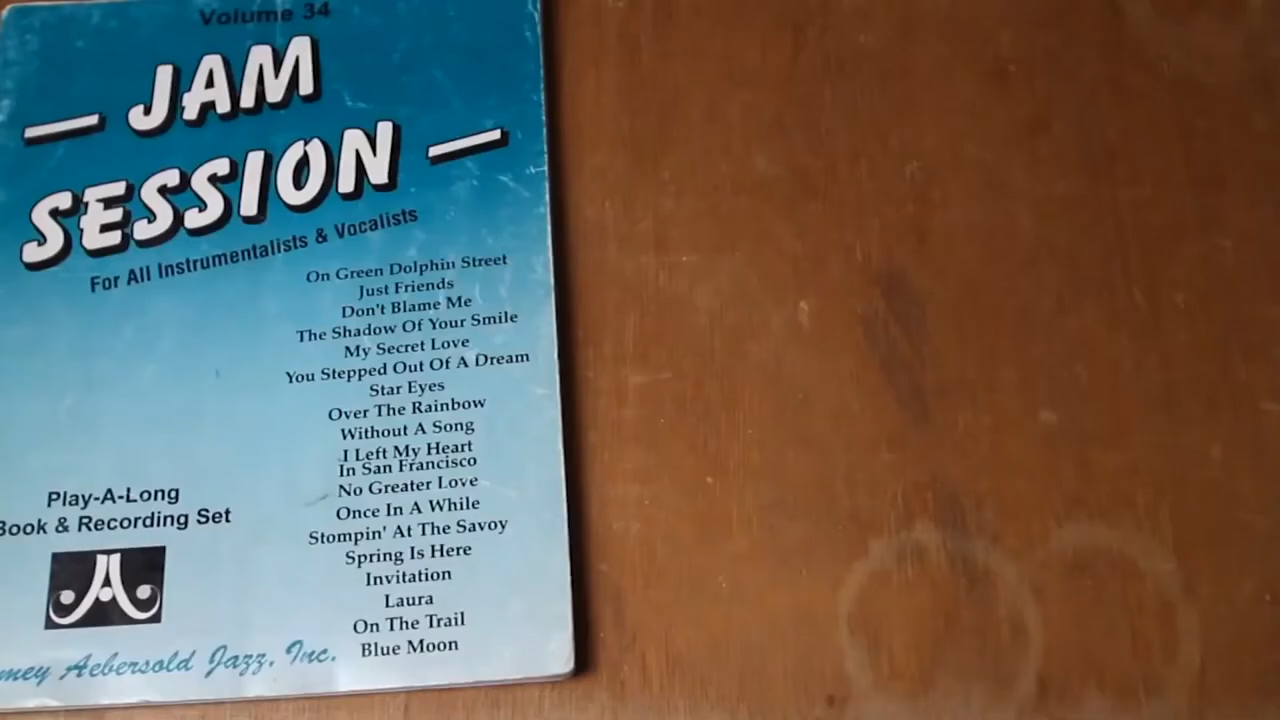 Volume 34
— JAM
SESSION —
For All Instrumentalists & Vocalists
On Green Dolphin Street
Just Friends
Don't Blame Me
The Shadow Of Your Smile
My Secret Love
You Stepped Out Of A Dream
Star Eyes
Over The Rainbow
Without A Song
I Left My Heart
In San Francisco
No Greater Love
Once In A While
Stompin' At The Savoy
Spring Is Here
Invitation
Laura
On The Trail
Blue Moon
Play-A-Long
Book & Recording Set
Aebersold Jazz, Inc.